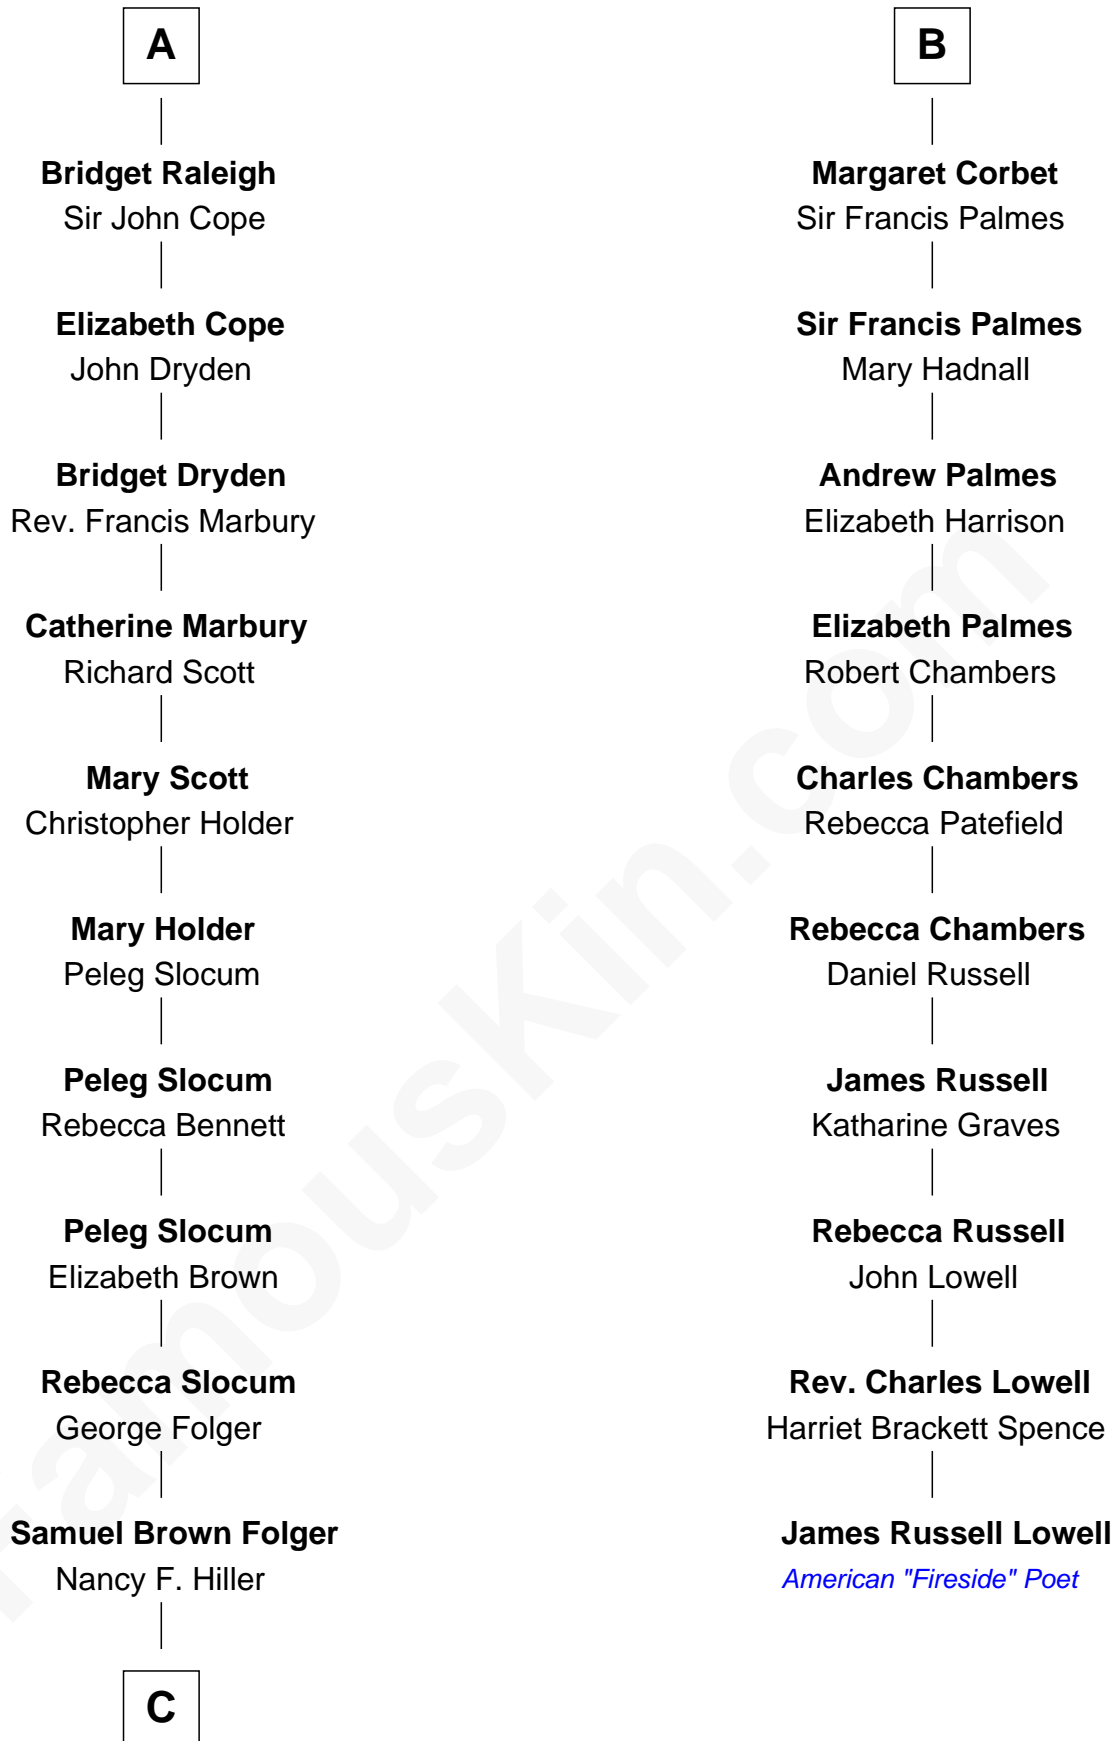 A
Bridget Raleigh
Sir John Cope
Elizabeth Cope
John Dryden
Bridget Dryden
Rev. Francis Marbury
Catherine Marbury
Richard Scott
Mary Scott
Christopher Holder
Mary Holder
Peleg Slocum
Peleg Slocum
Rebecca Bennett
Peleg Slocum
Elizabeth Brown
Rebecca Slocum
George Folger
Samuel Brown Folger
Nancy F. Hiller
C
B
Margaret Corbet
Sir Francis Palmes
Sir Francis Palmes
Mary Hadnall
Andrew Palmes
Elizabeth Harrison
Elizabeth Palmes
Robert Chambers
Charles Chambers
Rebecca Patefield
Rebecca Chambers
Daniel Russell
James Russell
Katharine Graves
Rebecca Russell
John Lowell
Rev. Charles Lowell
Harriet Brackett Spence
James Russell Lowell
American "Fireside" Poet
FamousKin.com